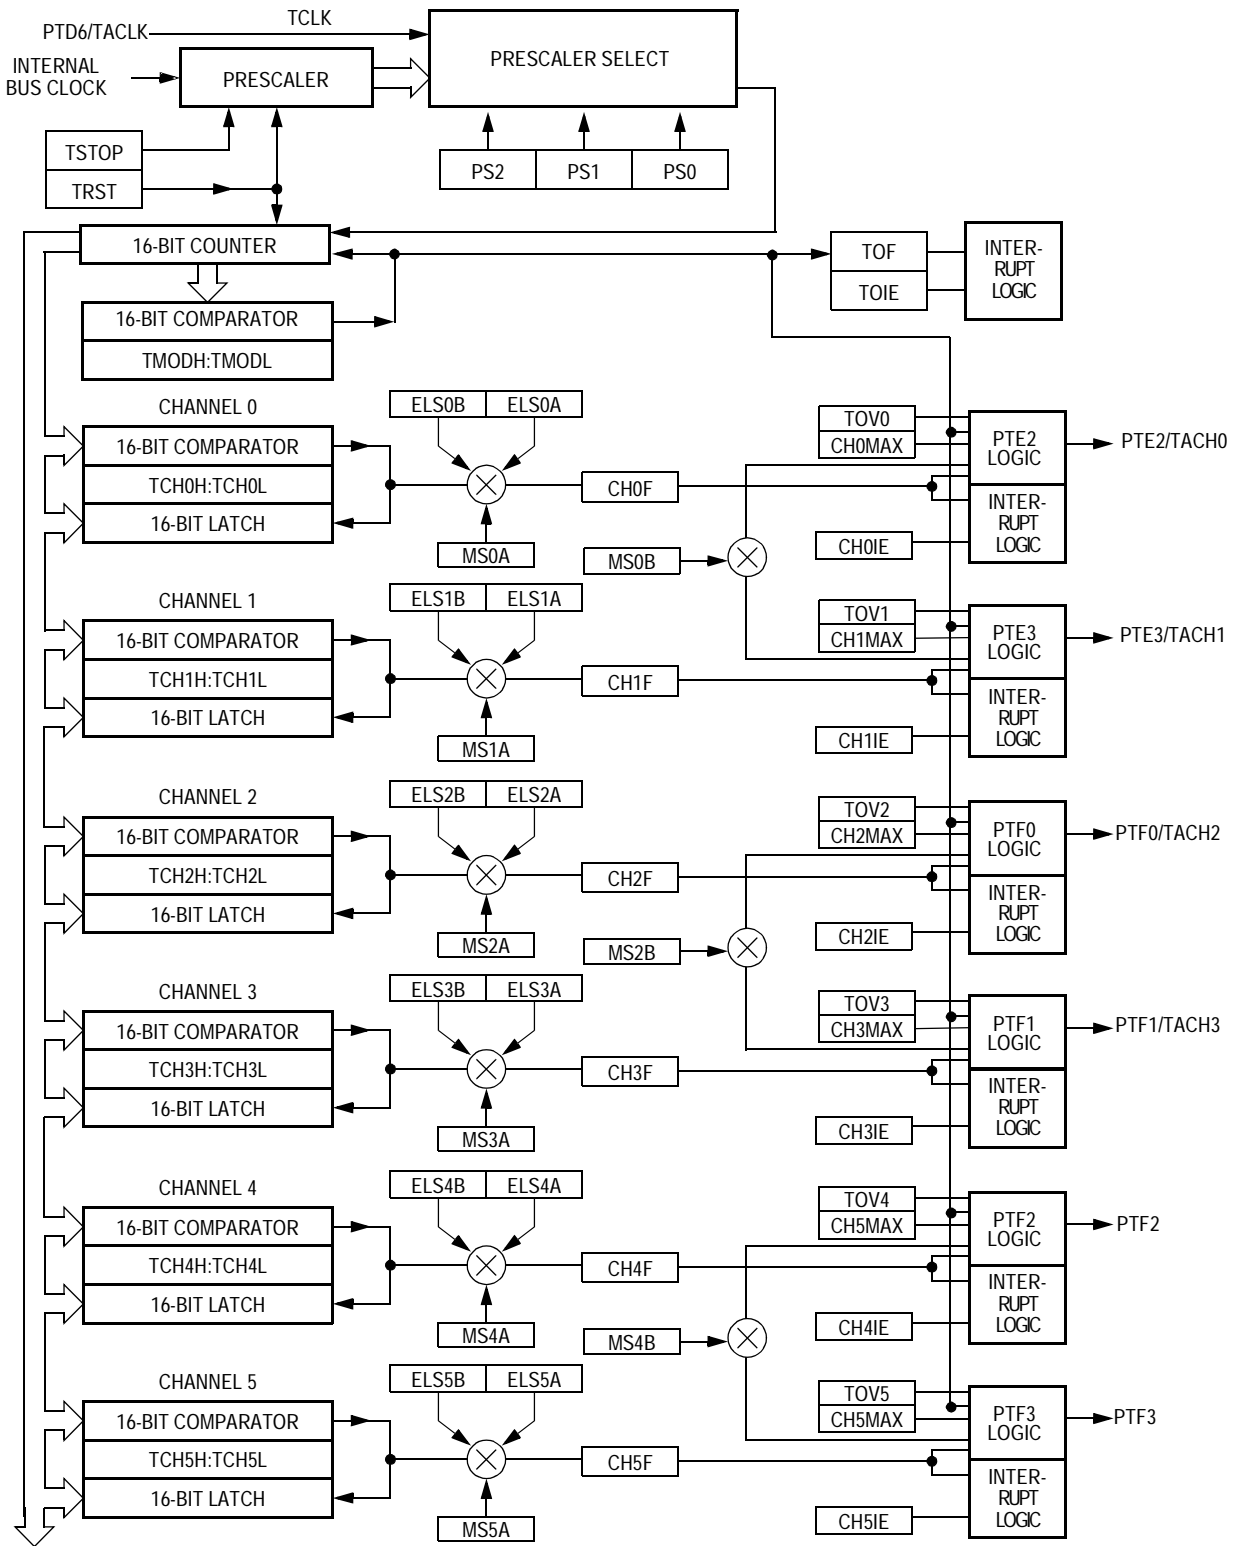 TCLK
PTD6/TACLK
PRESCALER SELECT
INTERNAL
BUS CLOCK
PRESCALER
TSTOP
TRST
PS2
PS1
PS0
16-BIT COUNTER
TOF
TOIE
INTER-
RUPT
LOGIC
16-BIT COMPARATOR
TMODH:TMODL
CHANNEL 0
ELS0B
ELS0A
16-BIT COMPARATOR
TCH0H:TCH0L
16-BIT LATCH
MS0A
CH0F
MS0B
TOV0
CH0MAX
CH0IE
PTE2
LOGIC
INTER-
RUPT
LOGIC
PTE2/TACH0
CHANNEL 1
ELS1B
ELS1A
16-BIT COMPARATOR
TCH1H:TCH1L
16-BIT LATCH
MS1A
CH1F
TOV1
CH1MAX
CH1IE
PTE3
LOGIC
INTER-
RUPT
LOGIC
PTE3/TACH1
CHANNEL 2
ELS2B
ELS2A
16-BIT COMPARATOR
TCH2H:TCH2L
16-BIT LATCH
MS2A
CH2F
MS2B
TOV2
CH2MAX
CH2IE
PTF0
LOGIC
INTER-
RUPT
LOGIC
PTF0/TACH2
CHANNEL 3
ELS3B
ELS3A
16-BIT COMPARATOR
TCH3H:TCH3L
16-BIT LATCH
MS3A
CH3F
TOV3
CH3MAX
CH3IE
PTF1
LOGIC
INTER-
RUPT
LOGIC
PTF1/TACH3
CHANNEL 4
ELS4B
ELS4A
16-BIT COMPARATOR
TCH4H:TCH4L
16-BIT LATCH
MS4A
CH4F
MS4B
TOV4
CH5MAX
CH4IE
PTF2
LOGIC
INTER-
RUPT
LOGIC
PTF2
CHANNEL 5
ELS5B
ELS5A
16-BIT COMPARATOR
TCH5H:TCH5L
16-BIT LATCH
MS5A
CH5F
TOV5
CH5MAX
CH5IE
PTF3
LOGIC
INTER-
RUPT
LOGIC
PTF3